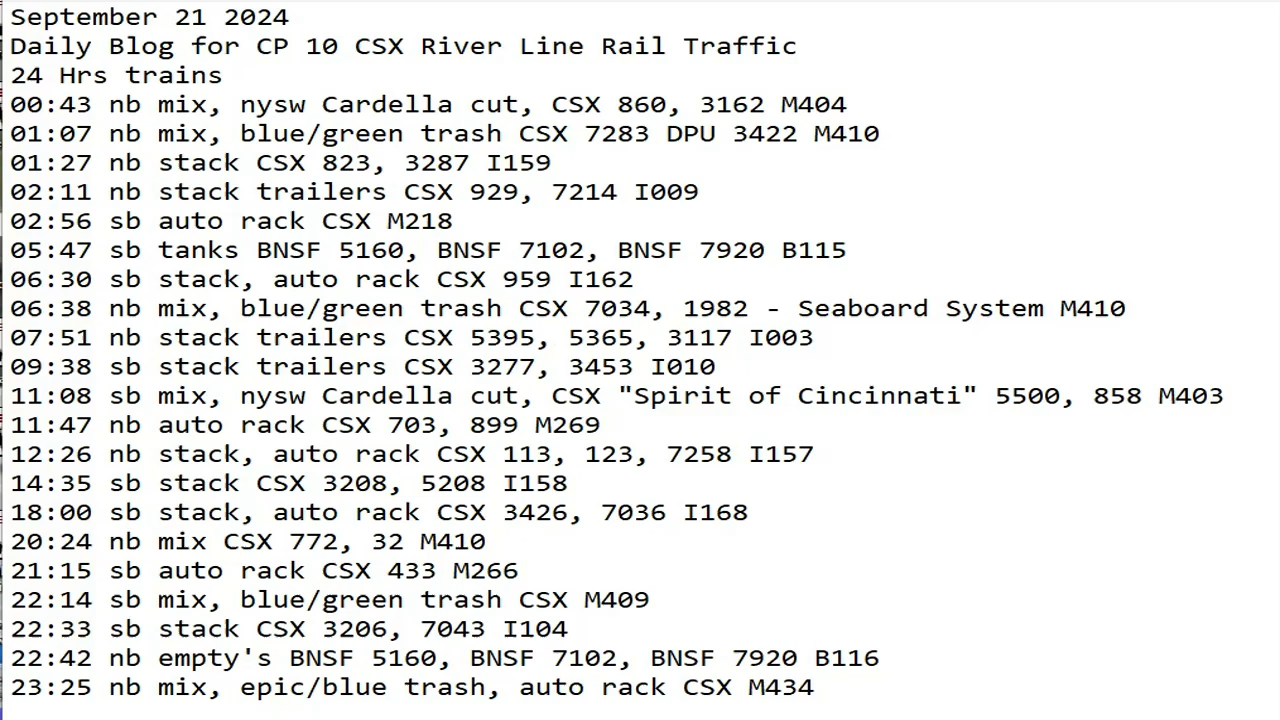 September 21 2024
Daily Blog for CP 10 CSX River Line Rail Traffic
24 Hrs trains
00:43 nb mix, nysw Cardella cut, CSX 860, 3162 M404
01:07 nb mix, blue/green trash CSX 7283 DPU 3422 M410
01:27 nb stack CSX 823, 3287 I159
02:11 nb stack trailers CSX 929, 7214 I009
02:56 sb auto rack CSX M218
05:47 sb tanks BNSF 5160, BNSF 7102, BNSF 7920 B115
06:30 sb stack, auto rack CSX 959 I162
06:38 nb mix, blue/green trash CSX 7034, 1982 - Seaboard System M410
07:51 nb stack trailers CSX 5395, 5365, 3117 I003
09:38 sb stack trailers CSX 3277, 3453 I010
11:08 sb mix, nysw Cardella cut, CSX "Spirit of Cincinnati" 5500, 858 M403
11:47 nb auto rack CSX 703, 899 M269
12:26 nb stack, auto rack CSX 113, 123, 7258 I157
14:35 sb stack CSX 3208, 5208 I158
18:00 sb stack, auto rack CSX 3426, 7036 I168
20:24 nb mix CSX 772, 32 M410
21:15 sb auto rack CSX 433 M266
22:14 sb mix, blue/green trash CSX M409
22:33 sb stack CSX 3206, 7043 I104
22:42 nb empty's BNSF 5160, BNSF 7102, BNSF 7920 B116
23:25 nb mix, epic/blue trash, auto rack CSX M434